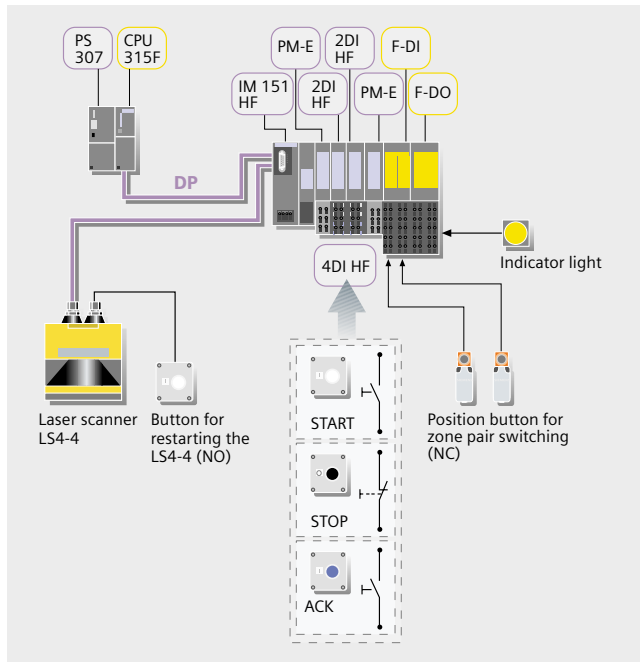 PS
307
CPU
315F
PM-E
2DI
HF
F-DI
IM 151
HF
2DI
HF
PM-E
F-DO
DP
4DI HF
Indicator light
Laser scanner
LS4-4
Button for
restarting the
LS4-4 (NO)
START
STOP
ACK
Position button for
zone pair switching
(NC)